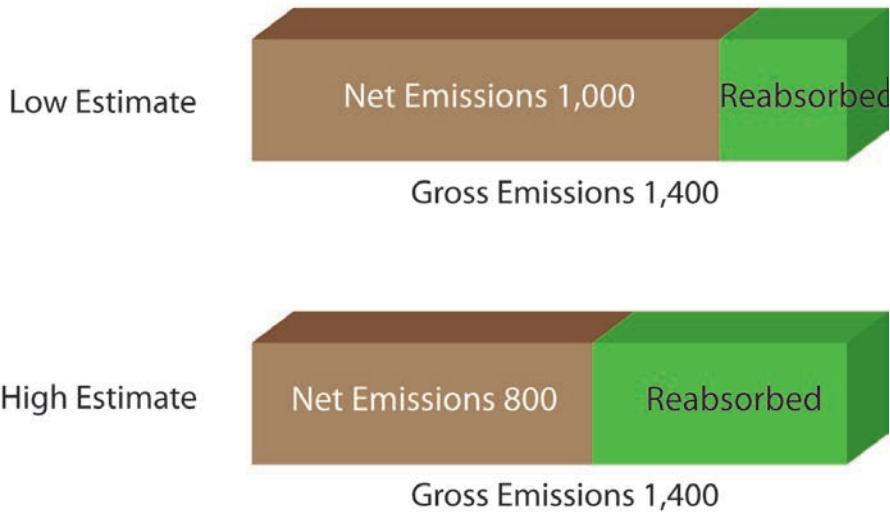 Low Estimate
Net Emissions 1,000
Reabsorbed
Gross Emissions 1,400
High Estimate
Net Emissions 800
Reabsorbed
Gross Emissions 1,400